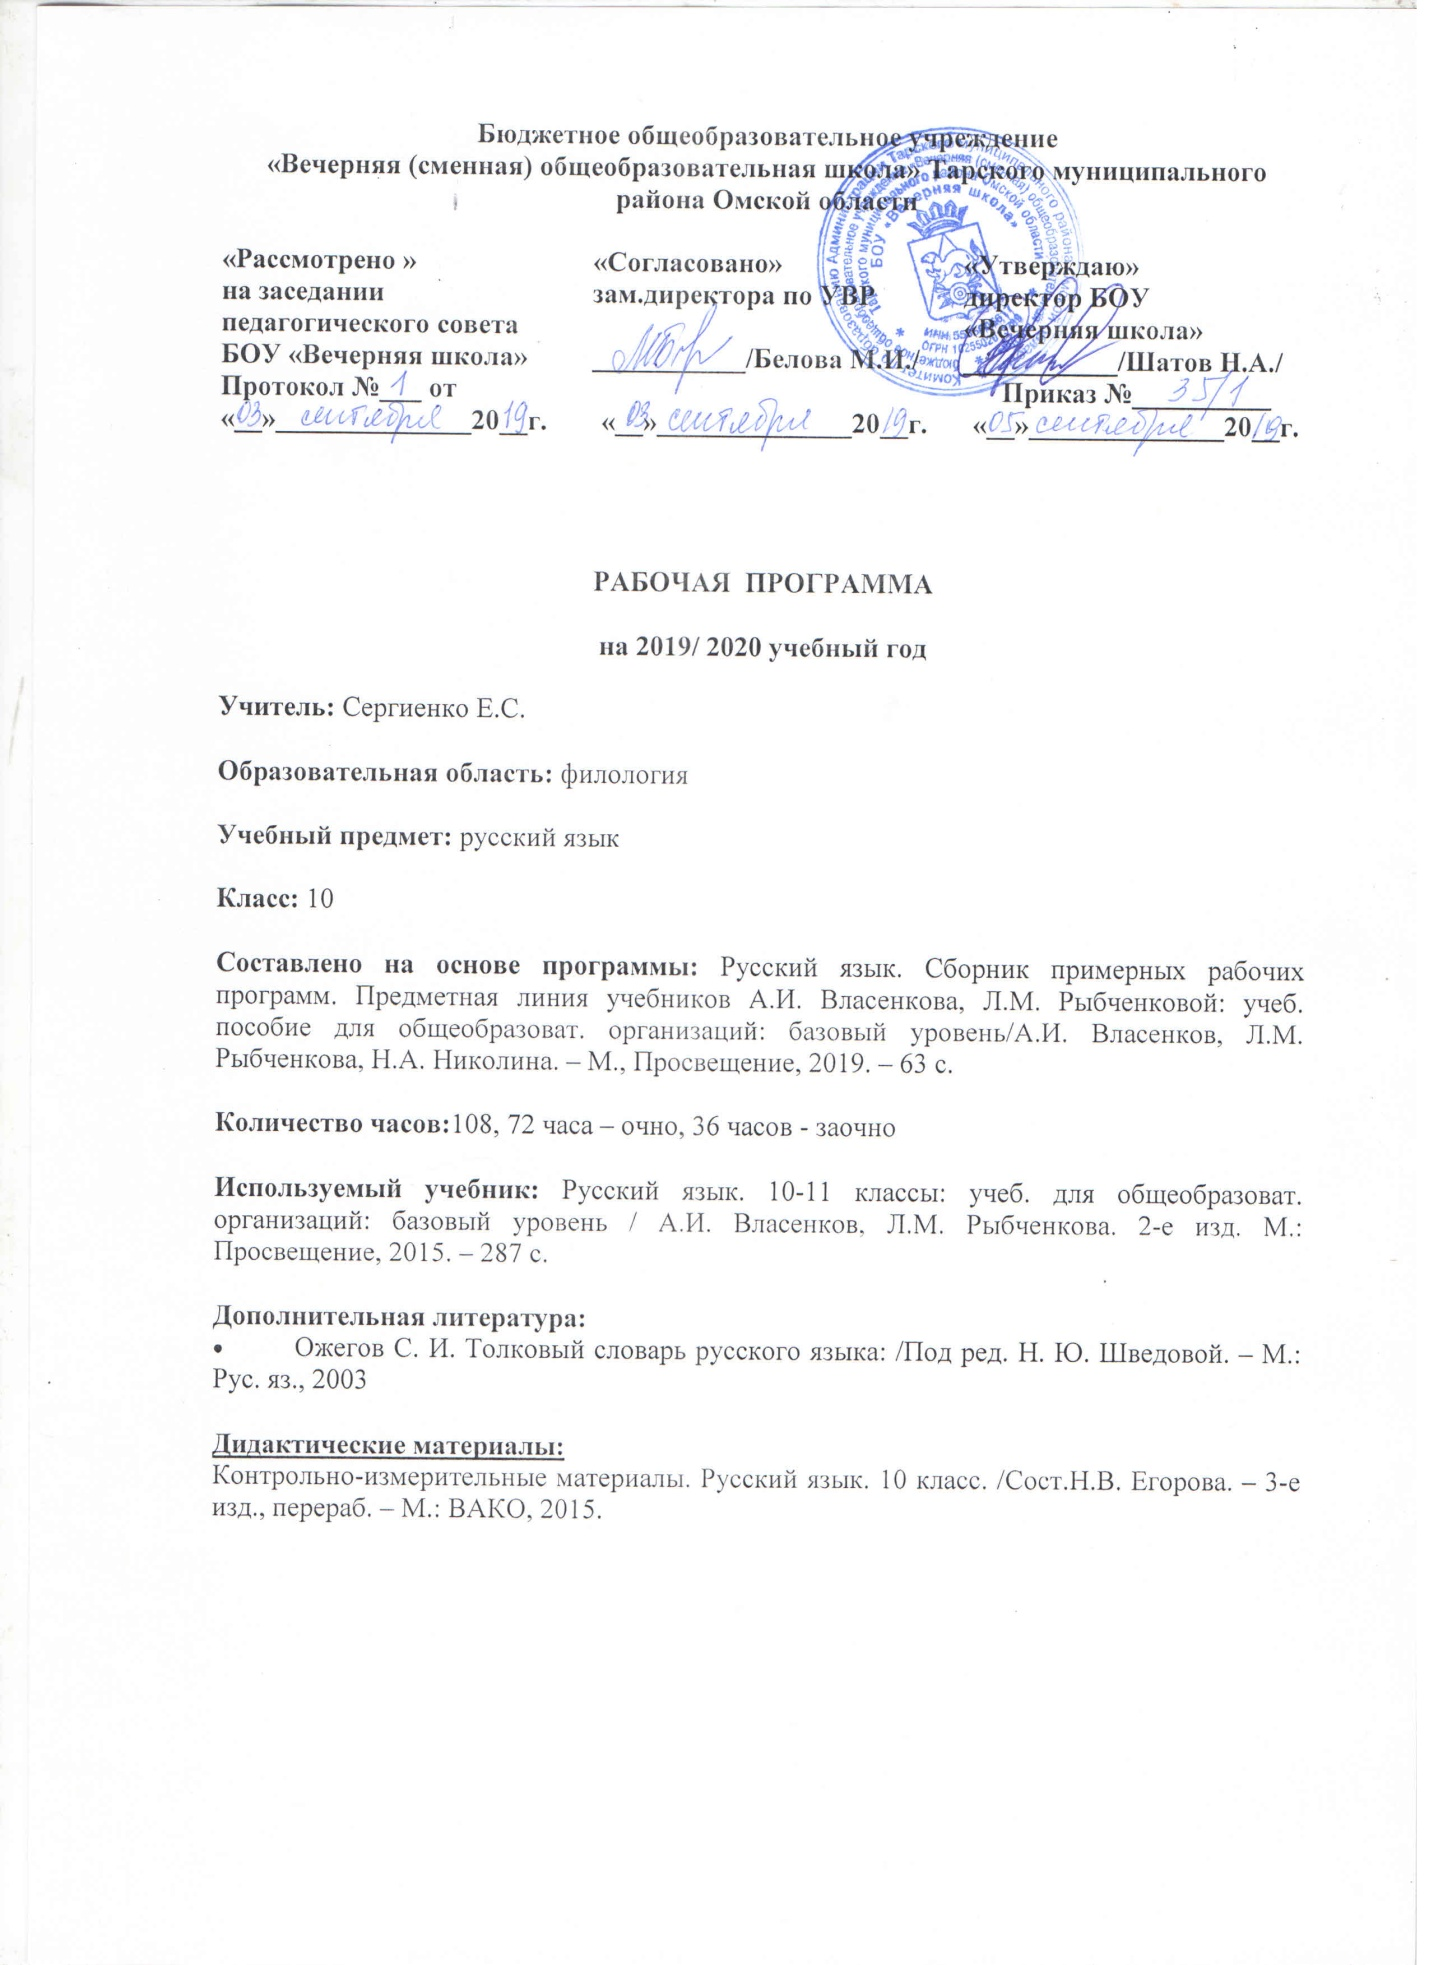 Бюджетное общеобразовательное учреждение
«Вечерняя (сменная) общеобразовательная школа» Тарского муниципального
района Омской области
«Рассмотрено »
на заседании
педагогического совета
БОУ «Вечерняя школа»
Протокол № 1 от
«03» сентября 2019г.
«Согласовано»
зам.директора по УВР
/Белова М.И./
«03» сентября 2019г.
«Утверждаю»
директор БОУ
«Вечерняя школа»
/Шатов Н.А./
Приказ № 35/1
«05» сентября 2019г.
БОУ «Вечерняя школа»
РАБОЧАЯ ПРОГРАММА
на 2019/ 2020 учебный год
Учитель: Сергиенко Е.С.
Образовательная область: филология
Учебный предмет: русский язык
Класс: 10
Составлено на основе программы: Русский язык. Сборник примерных рабочих
программ. Предметная линия учебников А.И. Власенкова, Л.М. Рыбченковой: учеб.
пособие для общеобразоват. организаций: базовый уровень/А.И. Власенков, Л.М.
Рыбченкова, Н.А. Николина. – М., Просвещение, 2019. – 63 с.
Количество часов:108, 72 часа – очно, 36 часов - заочно
Используемый учебник: Русский язык. 10-11 классы: учеб. для общеобразоват.
организаций: базовый уровень / А.И. Власенков, Л.М. Рыбченкова. 2-е изд. М.:
Просвещение, 2015. – 287 с.
Дополнительная литература:
• Ожегов С. И. Толковый словарь русского языка: /Под ред. Н. Ю. Шведовой. – М.:
Рус. яз., 2003
Дидактические материалы:
Контрольно-измерительные материалы. Русский язык. 10 класс. /Сост.Н.В. Егорова. – 3-е
изд., перераб. – М.: ВАКО, 2015.